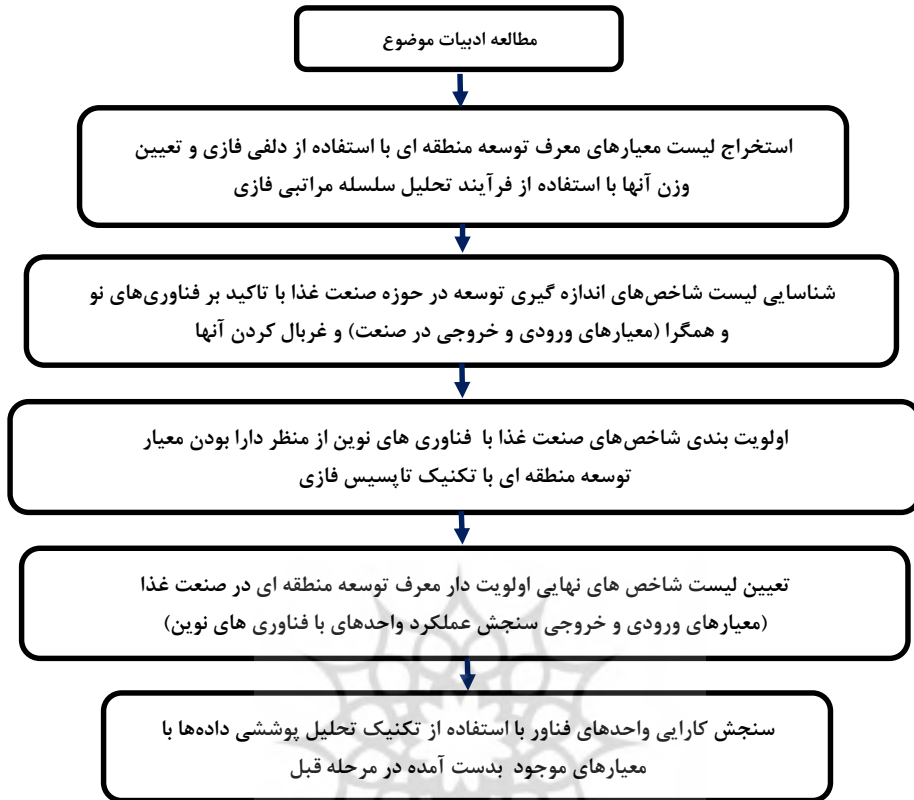 مطالعه ادبیات موضوع
استخراج لیست معیارهای معرف توسعه منطقه ای با استفاده از دلفی فازی و تعیین
وزن آنها با استفاده از فرآیند تحلیل سلسله مراتبی فازی
شناسایی لیست شاخص‌های اندازه گیری توسعه در حوزه صنعت غذا با تاکید بر فناوری‌های نو
و همگرا (معیارهای ورودی و خروجی در صنعت) و غربال کردن آنها
اولویت بندی شاخص‌های صنعت غذا با فناوری های نوین از منظر دارا بودن معیار
توسعه منطقه ای با تکنیک تاپسیس فازی
تعیین لیست شاخص های نهایی اولویت دار معرف توسعه منطقه ای در صنعت غذا
(معیارهای ورودی و خروجی سنجش عملکرد واحدهای با فناوری های نوین)
سنجش کارایی واحدهای فناور با استفاده از تکنیک تحلیل پوششی داده‌ها با
معیارهای موجود بدست آمده در مرحله قبل